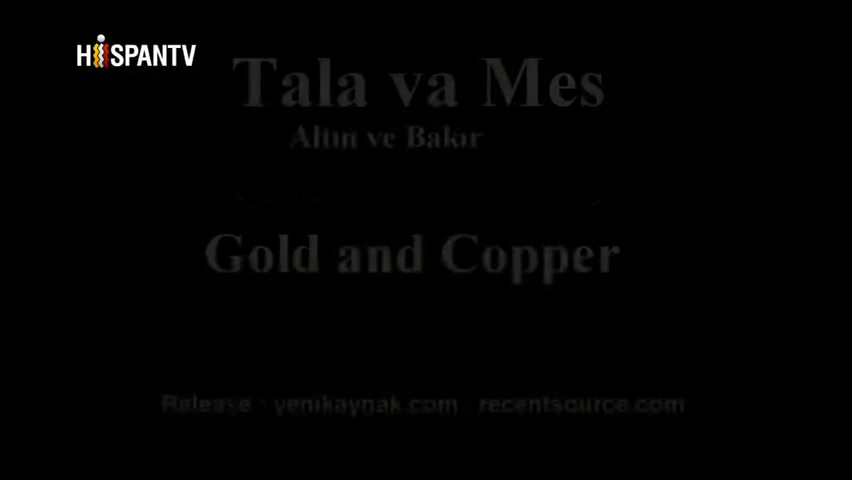 HISPANTV
Tala va Mes
Altın ve Bakır
Gold and Copper
Release : yenikaynak.com , recentsource.com